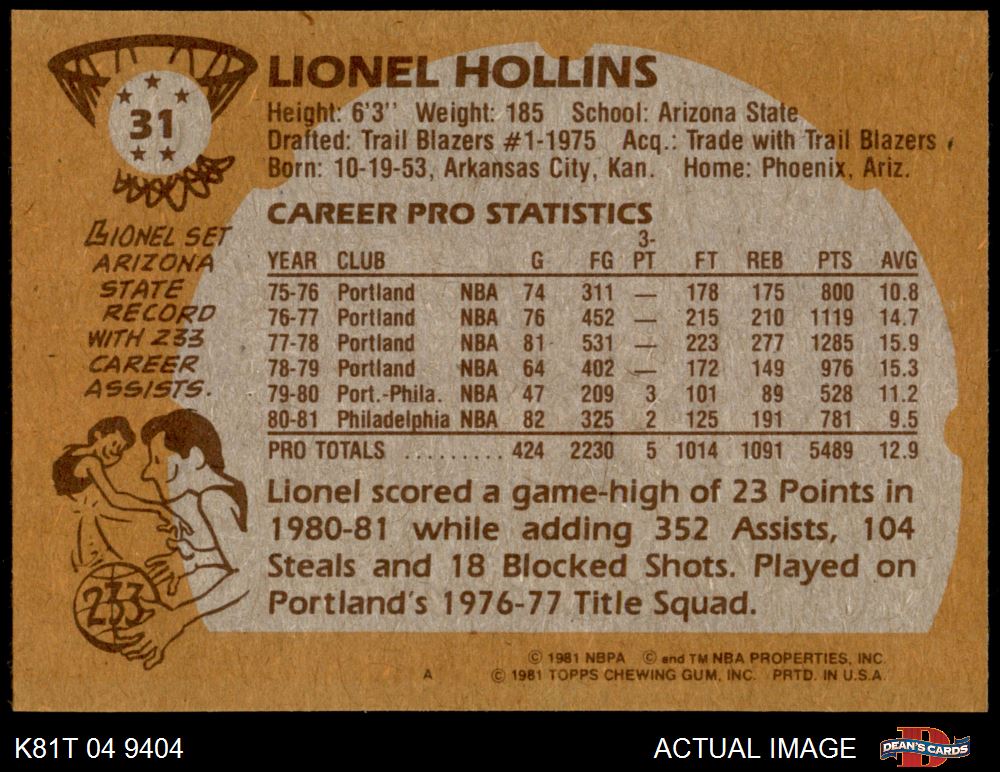 31
LIONEL HOLLINS
Height: 6'3'' Weight: 185 School: Arizona State
Drafted: Trail Blazers #1-1975 Acq.: Trade with Trail Blazers
Born: 10-19-53, Arkansas City, Kan. Home: Phoenix, Ariz.
LIONEL SET
ARIZONA
STATE
RECORD
WITH 233
CAREER
ASSISTS.
233
CAREER PRO STATISTICS
YEAR CLUB G FG 3-PT FT REB PTS AVG
75-76 Portland NBA 74 311 — 178 175 800 10.8
76-77 Portland NBA 76 452 — 215 210 1119 14.7
77-78 Portland NBA 81 531 — 223 277 1285 15.9
78-79 Portland NBA 64 402 — 172 149 976 15.3
79-80 Port.-Phila. NBA 47 209 3 101 89 528 11.2
80-81 Philadelphia NBA 82 325 2 125 191 781 9.5
PRO TOTALS ......... 424 2230 5 1014 1091 5489 12.9
Lionel scored a game-high of 23 Points in
1980-81 while adding 352 Assists, 104
Steals and 18 Blocked Shots. Played on
Portland's 1976-77 Title Squad.
© 1981 NBPA © and TM NBA PROPERTIES, INC.
A © 1981 TOPPS CHEWING GUM, INC. PRTD. IN U.S.A.
K81T 04 9404 ACTUAL IMAGE D DEAN'S CARDS